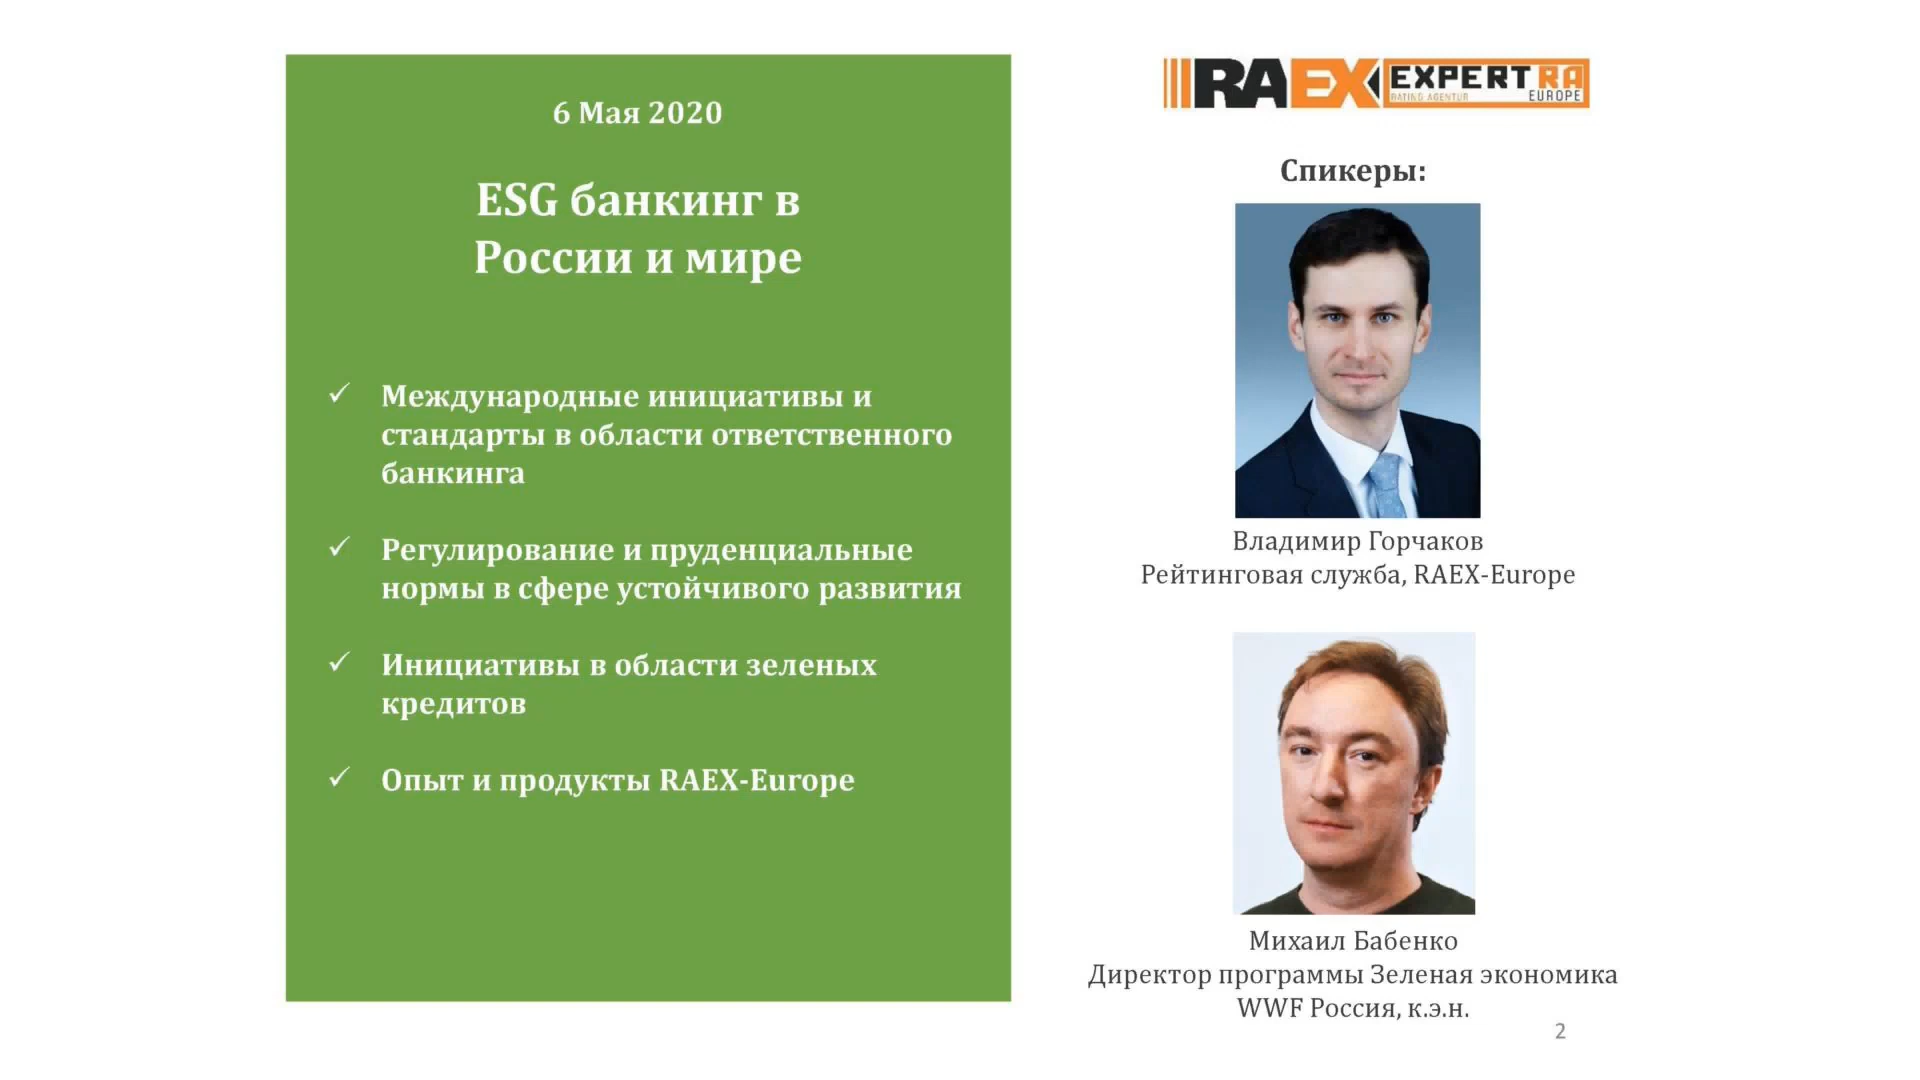 6 Мая 2020
ESG банкинг в
России и мире
✓ Международные инициативы и
стандарты в области ответственного
банкинга
✓ Регулирование и пруденциальные
нормы в сфере устойчивого развития
✓ Инициативы в области зеленых
кредитов
✓ Опыт и продукты RAEX-Europe
RAEX EXPERT RA
RATING AGENTUR EUROPE
Спикеры:
Владимир Горчаков
Рейтинговая служба, RAEX-Europe
Михаил Бабенко
Директор программы Зеленая экономика
WWF Россия, к.э.н.
2